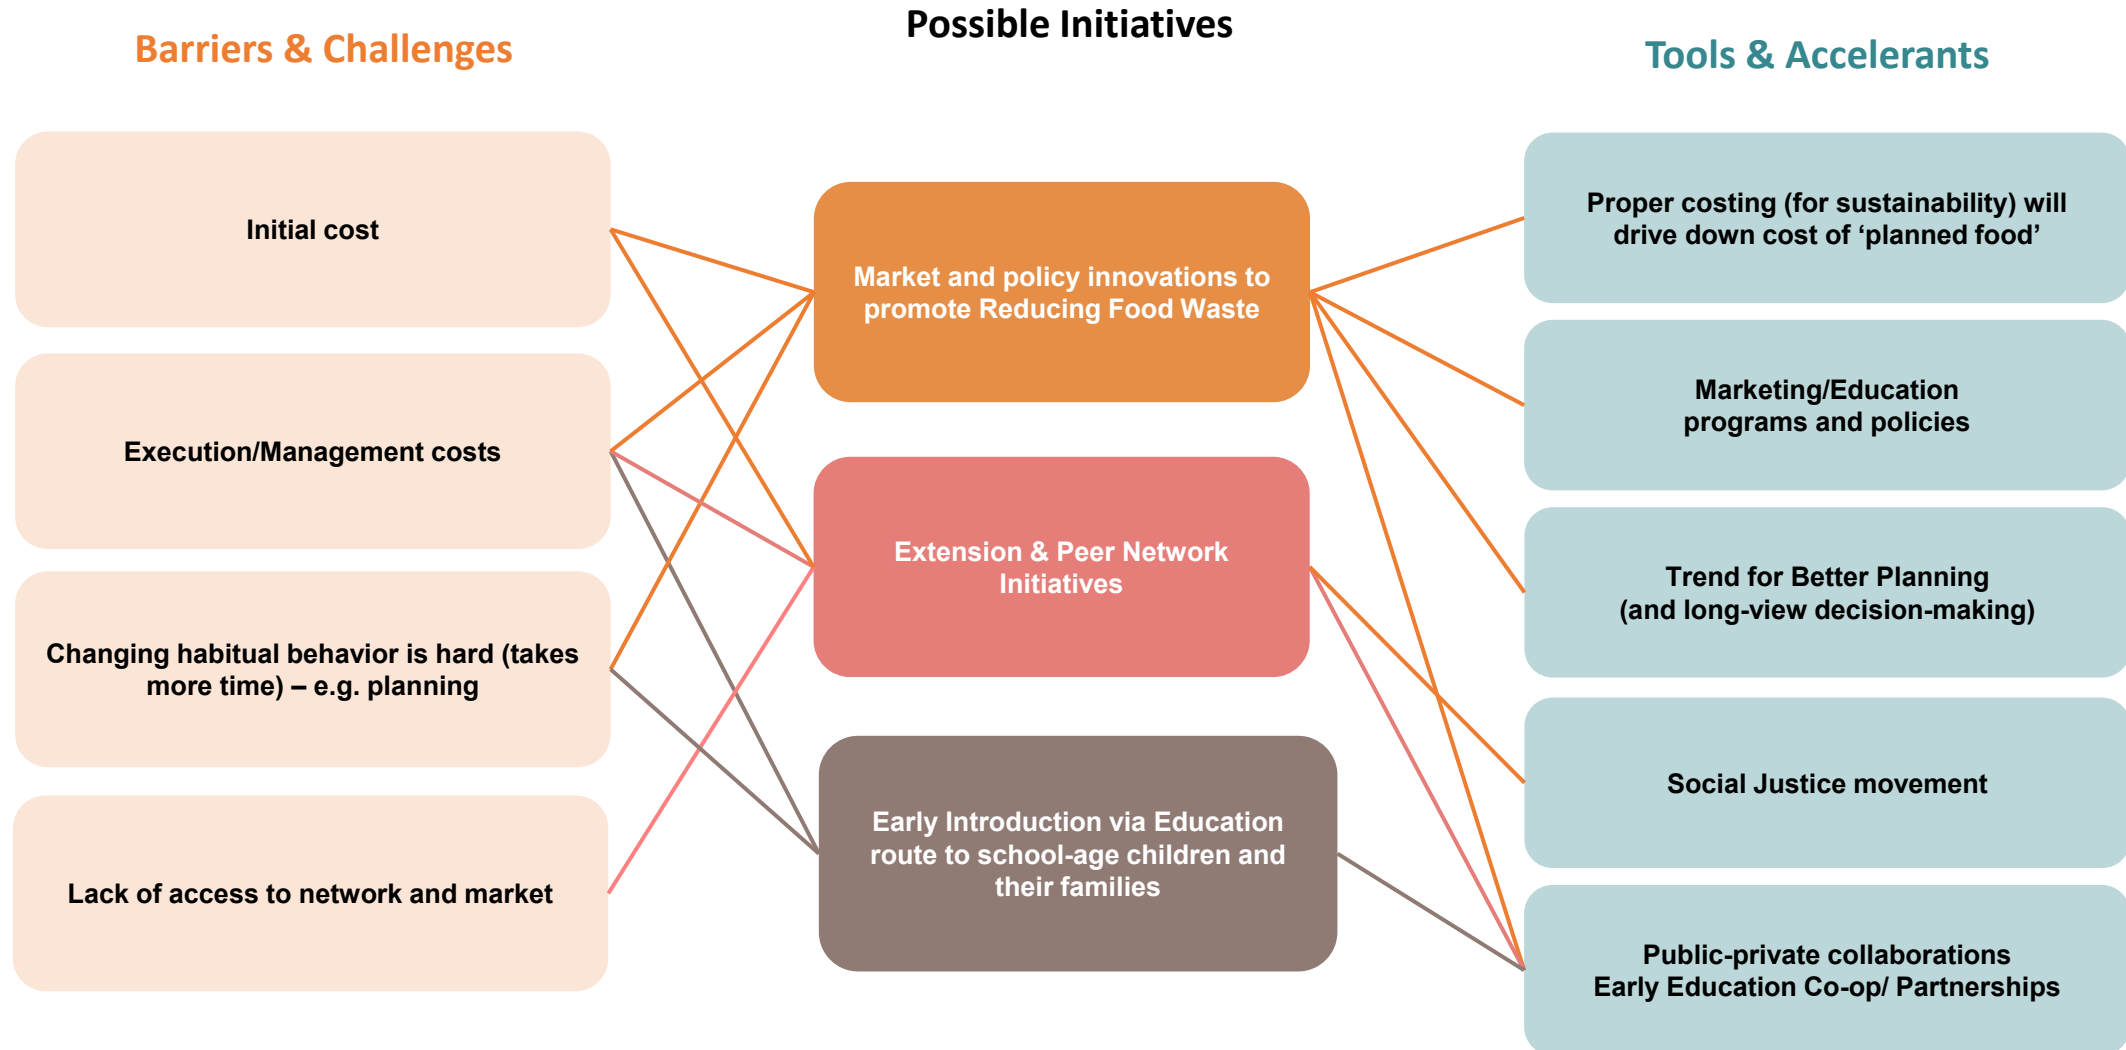 Possible Initiatives
Barriers & Challenges
Tools & Accelerants
Initial cost
Execution/Management costs
Changing habitual behavior is hard (takes
more time) – e.g. planning
Lack of access to network and market
Market and policy innovations to
promote Reducing Food Waste
Extension & Peer Network
Initiatives
Early Introduction via Education
route to school-age children and
their families
Proper costing (for sustainability) will
drive down cost of ‘planned food’
Marketing/Education
programs and policies
Trend for Better Planning
(and long-view decision-making)
Social Justice movement
Public-private collaborations
Early Education Co-op/ Partnerships